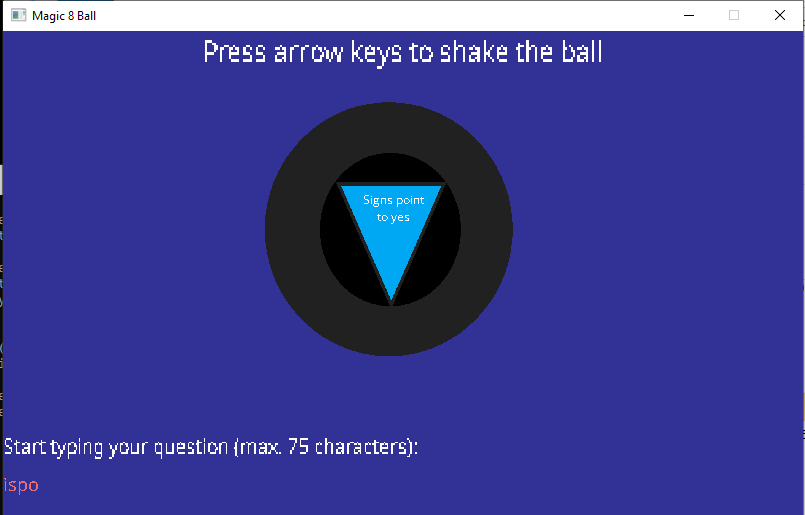 Magic 8 Ball
Press arrow keys to shake the ball
Signs point
to yes
Start typing your question (max. 75 characters):
ispo